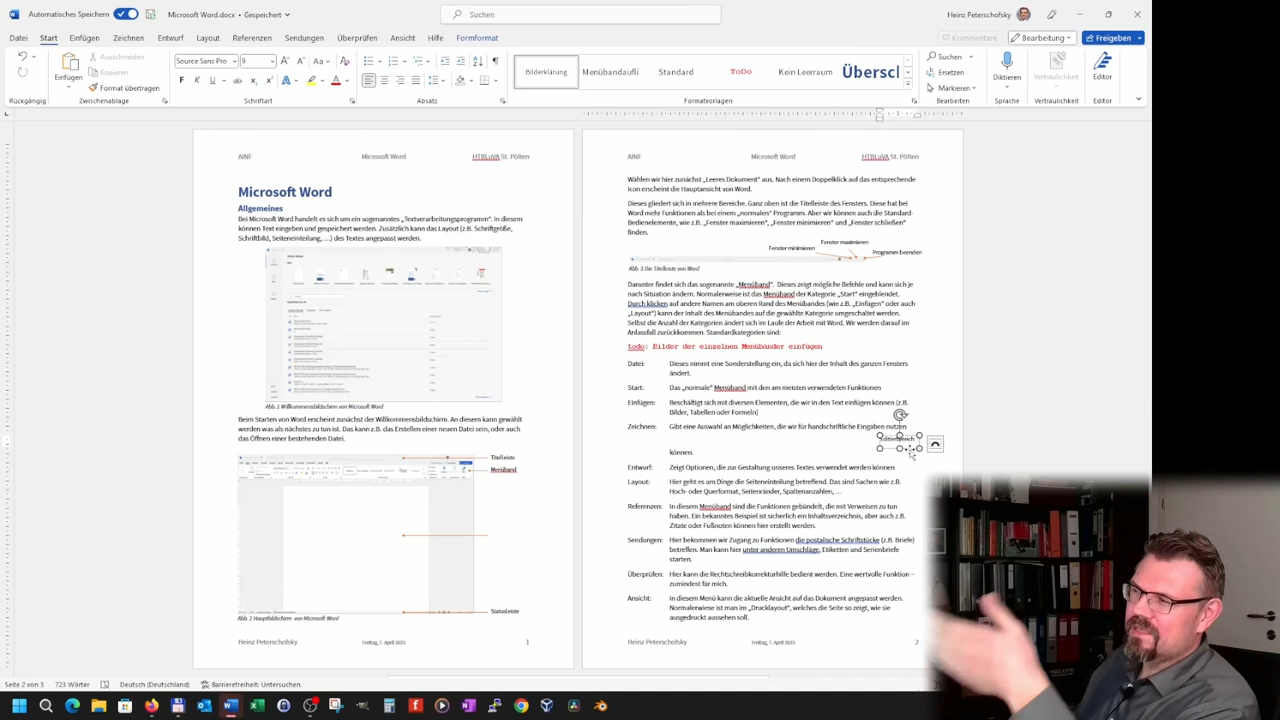 Automatisches Speichern
Microsoft Word.docx • Gespeichert
Suchen
Heinz Peterschofsky
Datei Start Einfügen Zeichnen Entwurf Layout Referenzen Sendungen Überprüfen Ansicht Hilfe Formformat
Kommentare Bearbeitung Freigeben
Einfügen
Ausschneiden
Kopieren
Format übertragen
Source Sans Pro 9
F K U
Bilderklärung Menübandaufli Standard ToDo Kein Leerraum Überscl
Suchen
Ersetzen
Markieren
Diktieren Vertraulichkeit Editor
Rückgängig Zwischenablage Schriftart Absatz Formatvorlagen Bearbeiten Sprache Vertraulichkeit Editor
AINF Microsoft Word HTBLuVA St. Pölten
Microsoft Word
Allgemeines
Bei Microsoft Word handelt es sich um ein sogenanntes „Textverarbeitungsprogramm“. In diesem
können Text eingeben und gespeichert werden. Zusätzlich kann das Layout (z.B. Schriftgröße,
Schriftbild, Seiteneinteilung, …) des Textes angepasst werden.
Abb. 1 Willkommensbildschirm von Microsoft Word
Beim Starten von Word erscheint zunächst der Willkommensbildschirm. An diesem kann gewählt
werden was als nächstes zu tun ist. Das kann z.B. das Erstellen einer neuen Datei sein, oder auch
das Öffnen einer bestehenden Datei.
Titelleiste
Menüband
Statusleiste
Abb. 2 Hauptbildschirm von Microsoft Word
Heinz Peterschofsky Freitag, 7. April 2023 1
AINF Microsoft Word HTBLuVA St. Pölten
Wählen wir hier zunächst „Leeres Dokument“ aus. Nach einem Doppelklick auf das entsprechende
Icon erscheint die Hauptansicht von Word.
Dieses gliedert sich in mehrere Bereiche. Ganz oben ist die Titelleiste des Fensters. Diese hat bei
Word mehr Funktionen als bei einem „normalen“ Programm. Aber wir können auch die Standard-
Bedienelemente, wie z.B. „Fenster maximieren“, „Fenster minimieren“ und „Fenster schließen“
finden.
Fenster maximieren
Fenster minimieren
Programm beenden
Abb. 3 Die Titelleiste von Word
Darunter findet sich das sogenannte „Menüband“. Dieses zeigt mögliche Befehle und kann sich je
nach Situation ändern. Normalerweise ist das Menüband der Kategorie „Start“ eingeblendet.
Durch klicken auf andere Namen am oberen Rand des Menübandes (wie z.B. „Einfügen“ oder auch
„Layout“) kann der Inhalt des Menübandes auf die gewählte Kategorie umgeschaltet werden.
Selbst die Anzahl der Kategorien ändert sich im Laufe der Arbeit mit Word. Wir werden darauf im
Anlassfall zurückkommen. Standardkategorien sind:
todo: Bilder der einzelnen Menübänder einfügen
Datei: Dieses nimmt eine Sonderstellung ein, da sich hier der Inhalt des ganzen Fensters
ändert.
Start: Das „normale“ Menüband mit den am meisten verwendeten Funktionen
Einfügen: Beschäftigt sich mit diversen Elementen, die wir in den Text einfügen können (z.B.
Bilder, Tabellen oder Formeln)
Zeichnen: Gibt eine Auswahl an Möglichkeiten, die wir für handschriftliche Eingaben nutzen
können.
Entwurf: Zeigt Optionen, die zur Gestaltung unseres Textes verwendet werden können
Layout: Hier geht es um Dinge die Seiteneinteilung betreffend. Das sind Sachen wie z.B.
Hoch- oder Querformat, Seitenränder, Spaltenanzahlen, …
Referenzen: In diesem Menüband sind die Funktionen gebündelt, die mit Verweisen zu tun
haben. Ein bekanntes Beispiel ist sicherlich ein Inhaltsverzeichnis, aber auch z.B.
Zitate oder Fußnoten können hier erstellt werden.
Sendungen: Hier bekommen wir Zugang zu Funktionen die postalische Schriftstücke (z.B. Briefe)
betreffen. Man kann hier unter anderen Umschläge, Etiketten und Serienbriefe
starten.
Überprüfen: Hier kann die Rechtschreibkorrekturhilfe bedient werden. Eine wertvolle Funktion –
zumindest für mich.
Ansicht: In diesem Menü kann die aktuelle Ansicht auf das Dokument angepasst werden.
Normalerwiese ist man im „Drucklayout“, welches die Seite so zeigt, wie sie
ausgedruckt aussehen soll.
Heinz Peterschofsky Freitag, 7. April 2023 2
Seite 2 von 3 723 Wörter Deutsch (Deutschland) Barrierefreiheit: Untersuchen